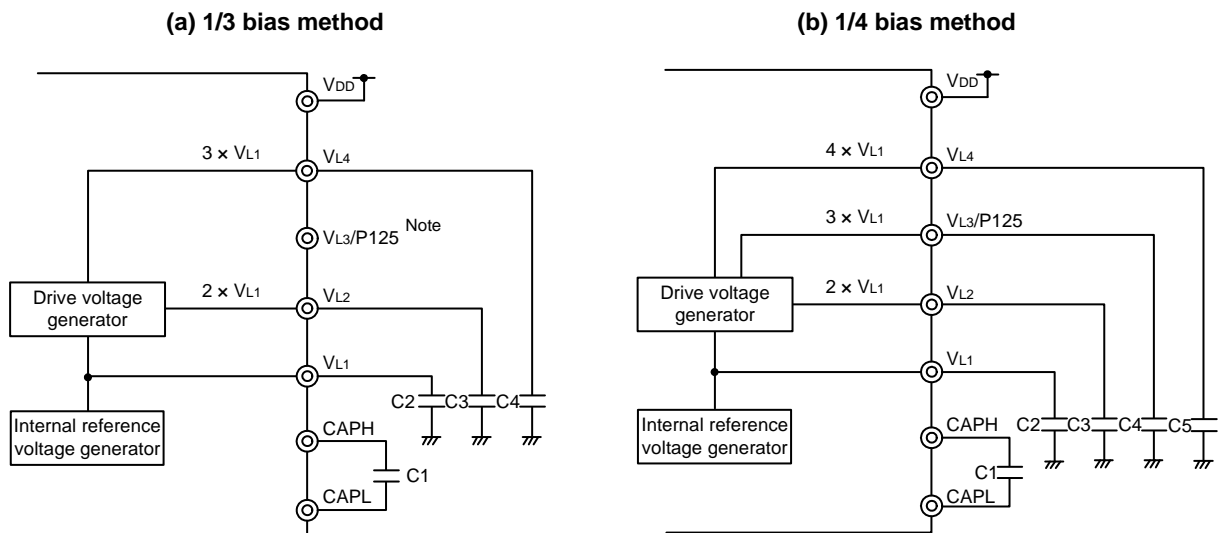 (a) 1/3 bias method
VDD
3 × VL1
VL4
VL3/P125 Note
Drive voltage
generator
2 × VL1
VL2
VL1
C2
C3
C4
Internal reference
voltage generator
CAPH
C1
CAPL
(b) 1/4 bias method
VDD
4 × VL1
VL4
3 × VL1
VL3/P125
Drive voltage
generator
2 × VL1
VL2
VL1
C2
C3
C4
C5
Internal reference
voltage generator
CAPH
C1
CAPL